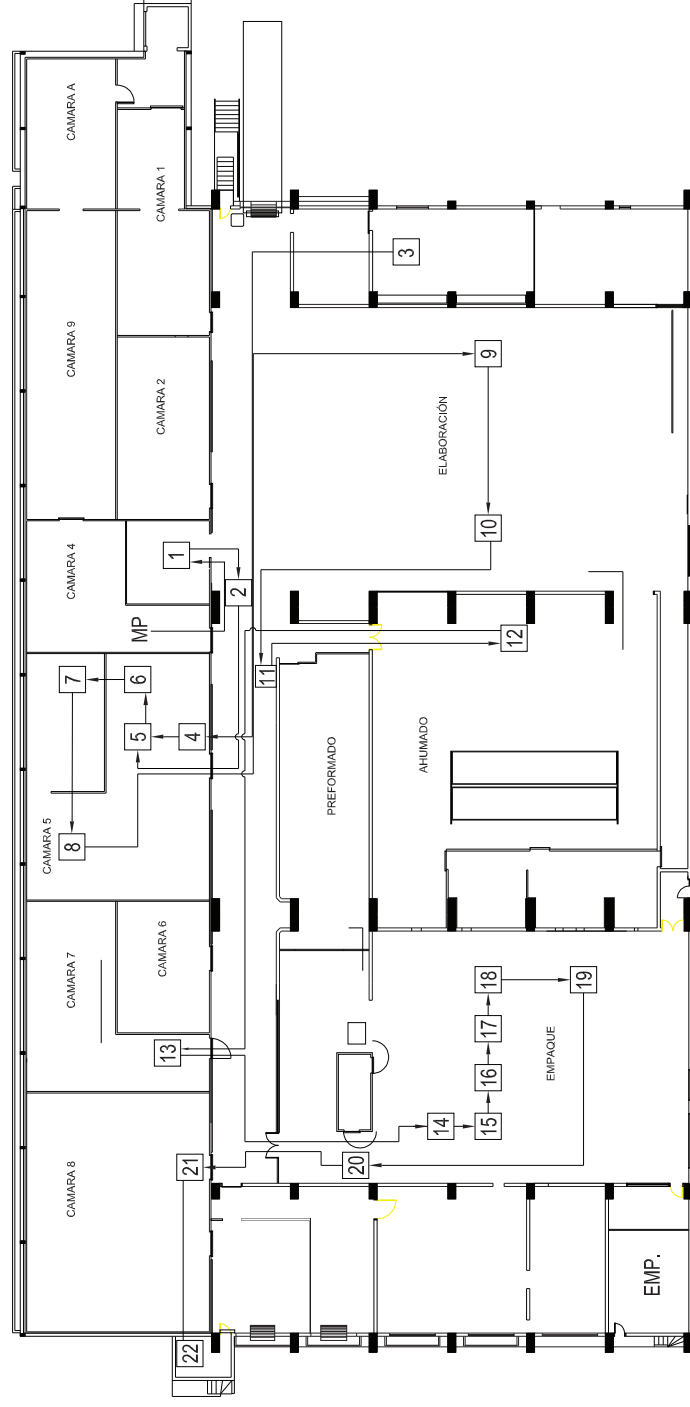 CAMARA A
CAMARA 1
CAMARA 9
CAMARA 2
3
9
ELABORACIÓN
10
CAMARA 4
1
2
MP
12
11
7
6
5
4
8
CAMARA 5
PREFORMADO
AHUMADO
CAMARA 7
CAMARA 6
13
18
19
17
16
EMPAQUE
14
15
20
21
CAMARA 8
22
EMP.